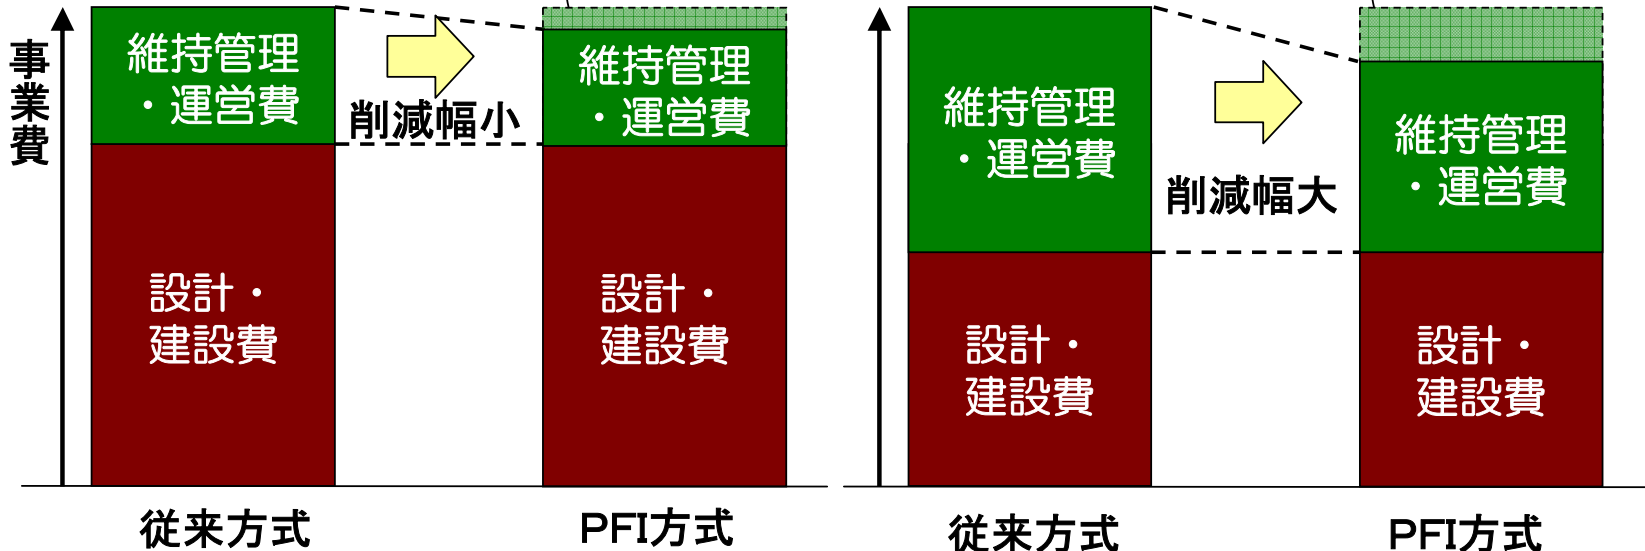 事業費
維持管理
・運営費
設計・
建設費
従来方式
削減幅小
維持管理
・運営費
設計・
建設費
PFI方式
維持管理
・運営費
設計・
建設費
従来方式
削減幅大
維持管理
・運営費
設計・
建設費
PFI方式